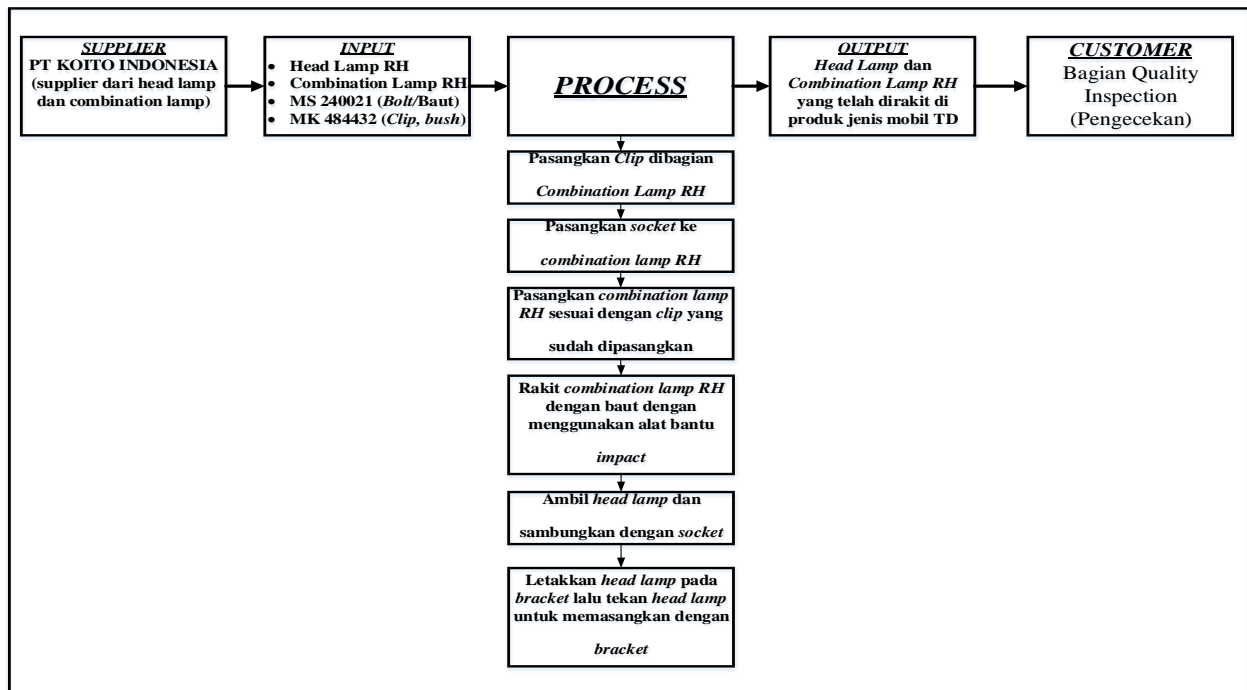 SUPPLIER
PT KOITO INDONESIA
(supplier dari head lamp
dan combination lamp)
INPUT
• Head Lamp RH
• Combination Lamp RH
• MS 240021 (Bolt/Baut)
• MK 484432 (Clip, bush)
PROCESS
OUTPUT
Head Lamp dan
Combination Lamp RH
yang telah dirakit di
produk jenis mobil TD
CUSTOMER
Bagian Quality
Inspection
(Pengecekan)
Pasangkan Clip dibagian
Combination Lamp RH
Pasangkan socket ke
combination lamp RH
Pasangkan combination lamp
RH sesuai dengan clip yang
sudah dipasangkan
Rakit combination lamp RH
dengan baut dengan
menggunakan alat bantu
impact
Ambil head lamp dan
sambungkan dengan socket
Letakkan head lamp pada
bracket lalu tekan head lamp
untuk memasangkan dengan
bracket